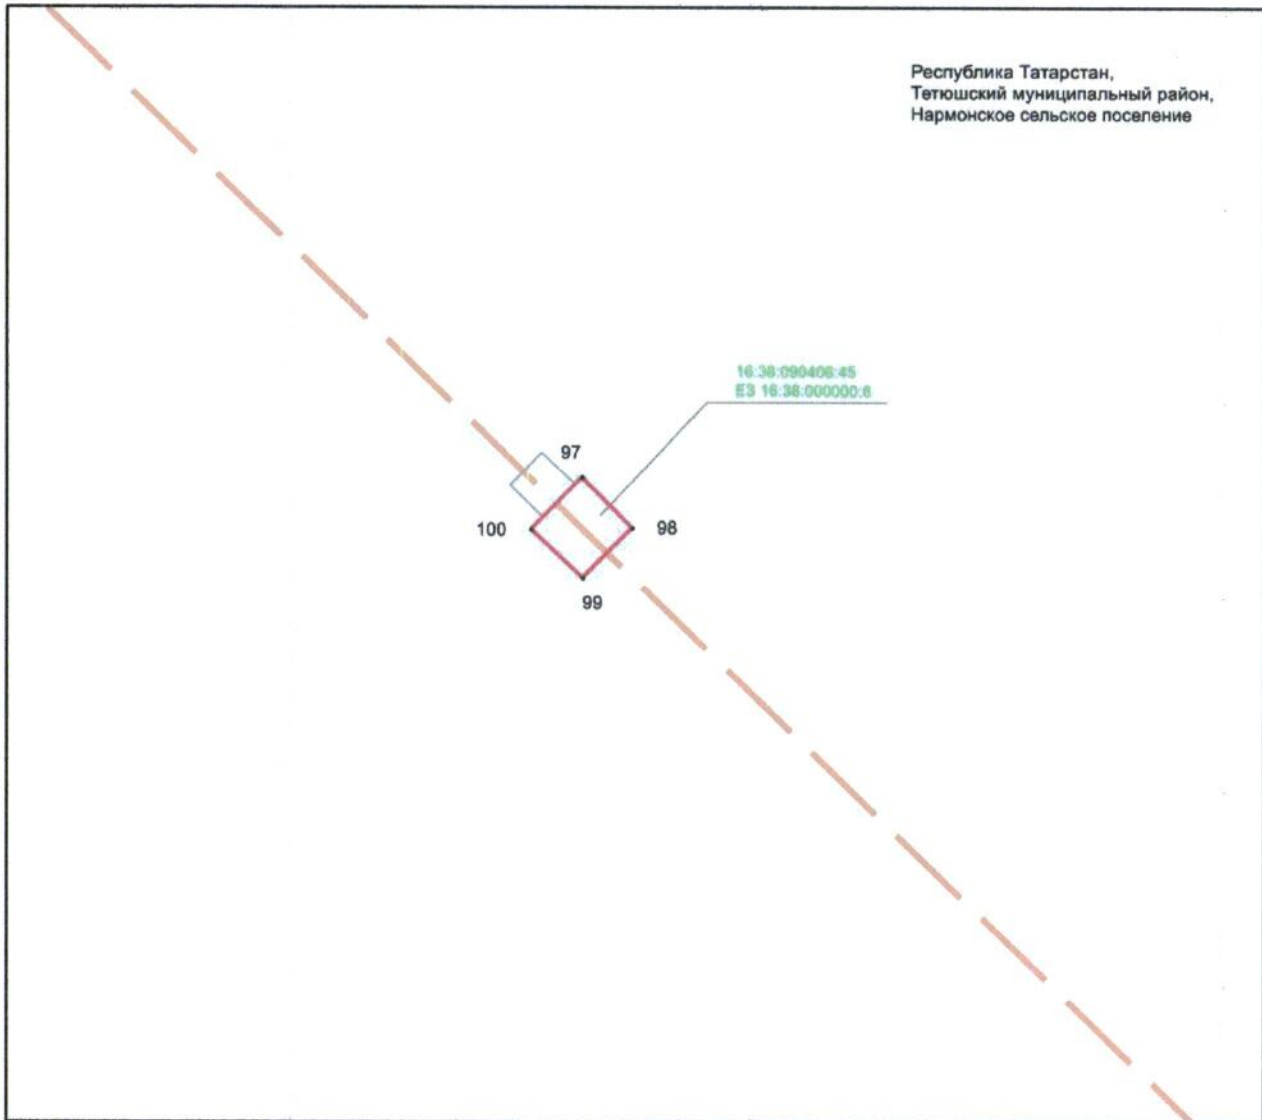 Республика Татарстан,
Тетюшский муниципальный район,
Нармонское сельское поселение
16:38:090406:45
ЕЗ 16:38:000000:6
97
100
98
99